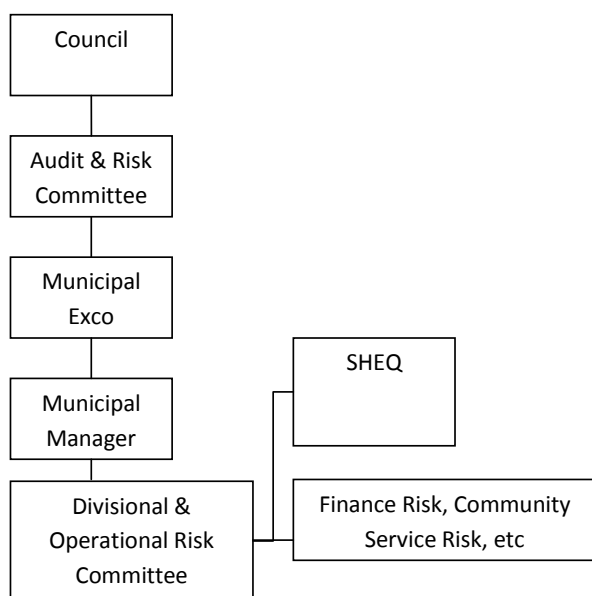 Council
Audit & Risk
Committee
Municipal
Exco
Municipal
Manager
Divisional &
Operational Risk
Committee
SHEQ
Finance Risk, Community
Service Risk, etc